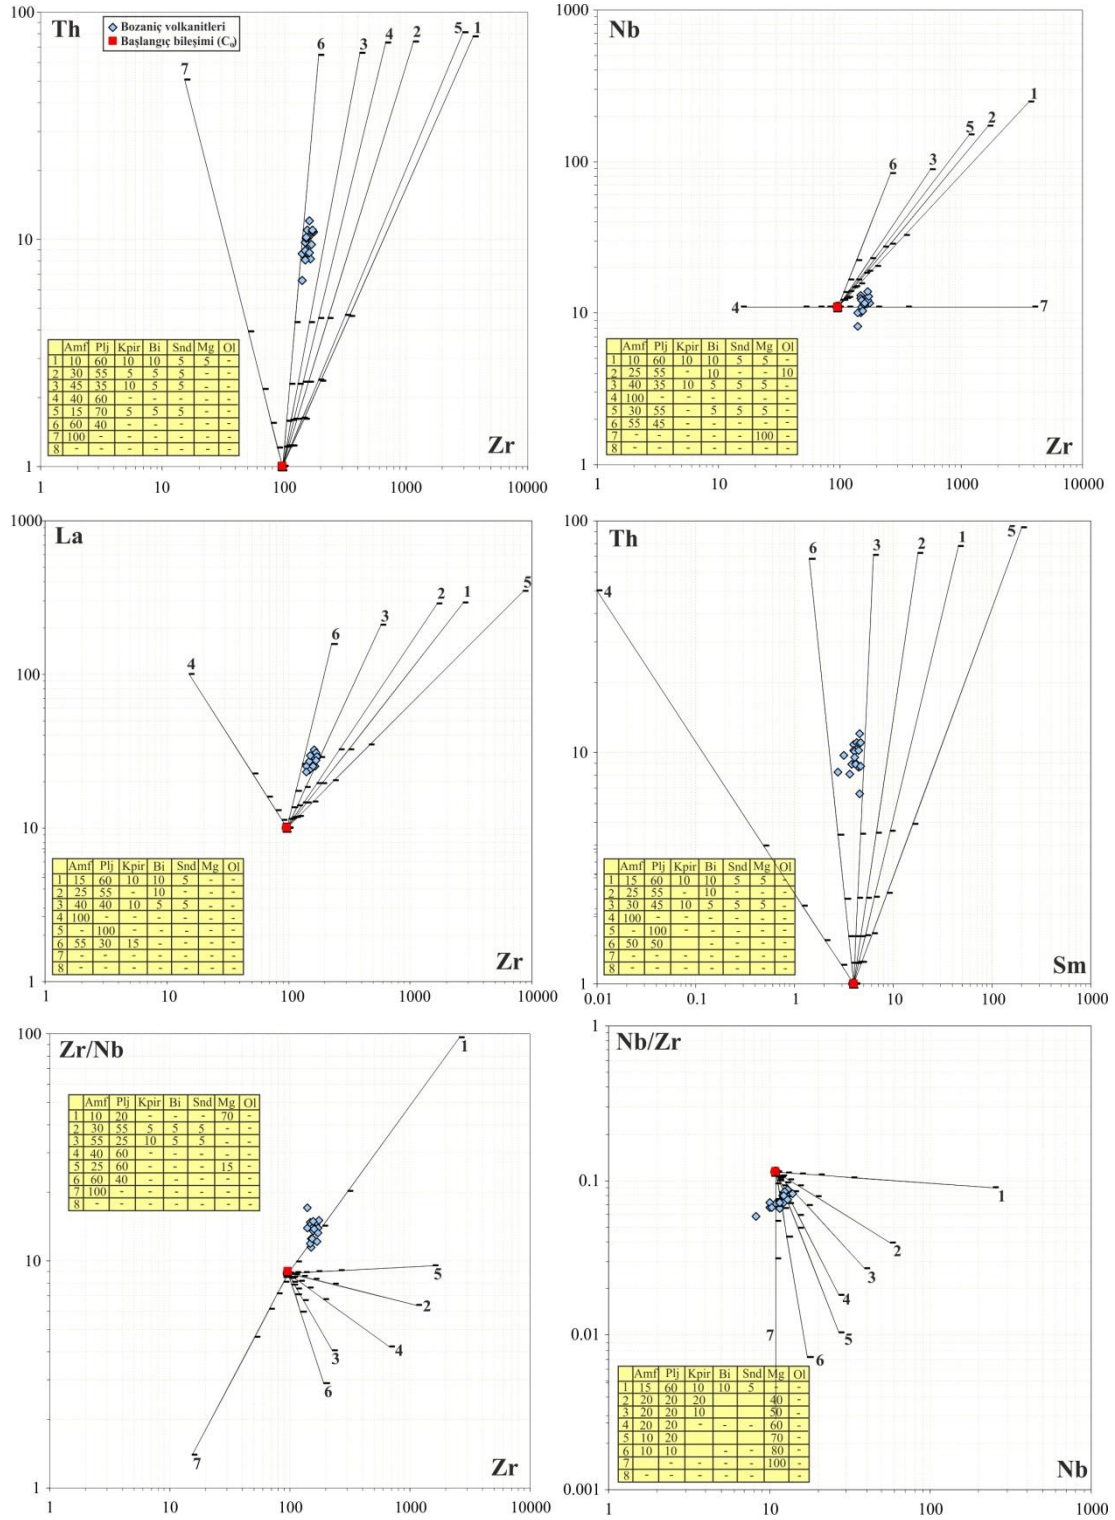 Th
Bozaniç volkanitleri
Başlangıç bileşimi (C₀)
100
10
1
7 6 3 4 2 5 1
Amf Plj Kpir Bi Snd Mg Ol
1 10 60 10 10 5 5 -
2 30 55 5 5 5 - -
3 45 35 10 5 5 - -
4 40 60 - - - - -
5 15 70 5 5 5 - -
6 60 40 - - - -
7 100 - - - - - -
8 - - - - - - -
Zr
1 10 100 1000 10000
Nb
1000
100
10
1
1
2
5
3
6
4 7
Amf Plj Kpir Bi Snd Mg Ol
1 10 60 10 10 5 5 -
2 25 55 - 10 - - 10
3 40 35 10 5 5 5 -
4 100 - - - - - -
5 30 55 - 5 5 5 -
6 55 45 - - - -
7 - - - - - 100 -
8 - - - - - - -
Zr
1 10 100 1000 10000
La
1000
100
10
1
4 6 3 2 1 5
Amf Plj Kpir Bi Snd Mg Ol
1 15 60 10 10 5 - -
2 25 55 - 10 - - -
3 40 40 10 5 5 - -
4 100 - - - - - -
5 - 100 - - - -
6 55 30 15 - - - -
7 - - - - - - -
8 - - - - - - -
Zr
1 10 100 1000 10000
Th
100
10
1
4 6 3 2 1 5
Amf Plj Kpir Bi Snd Mg Ol
1 15 60 10 10 5 5 -
2 25 55 - 10 - - -
3 30 45 10 5 5 5 -
4 100 - - - - - -
5 - 100 - - - -
6 50 50 - - - -
7 - - - - - -
8 - - - - - -
Sm
0.01 0.1 1 10 100 1000
Zr/Nb
100
10
1
1
5
2
4
3
6
7
Amf Plj Kpir Bi Snd Mg Ol
1 10 20 - - - 70 -
2 30 55 5 5 5 - -
3 55 25 10 5 5 - -
4 40 60 - - - - -
5 25 60 - - - 15 -
6 60 40 - - - - -
7 100 - - - - - -
8 - - - - - - -
Zr
1 10 100 1000 10000
Nb/Zr
1
0.1
0.01
0.001
1
2
3
4
5
6
7
Amf Plj Kpir Bi Snd Mg Ol
1 15 60 10 10 5 - -
2 20 20 20 40 -
3 20 20 10 50 -
4 20 20 - - - 60 -
5 10 20 70 -
6 10 10 - - 80 -
7 - - - - 100 -
8 - - - - - - -
Nb
10 100 1000